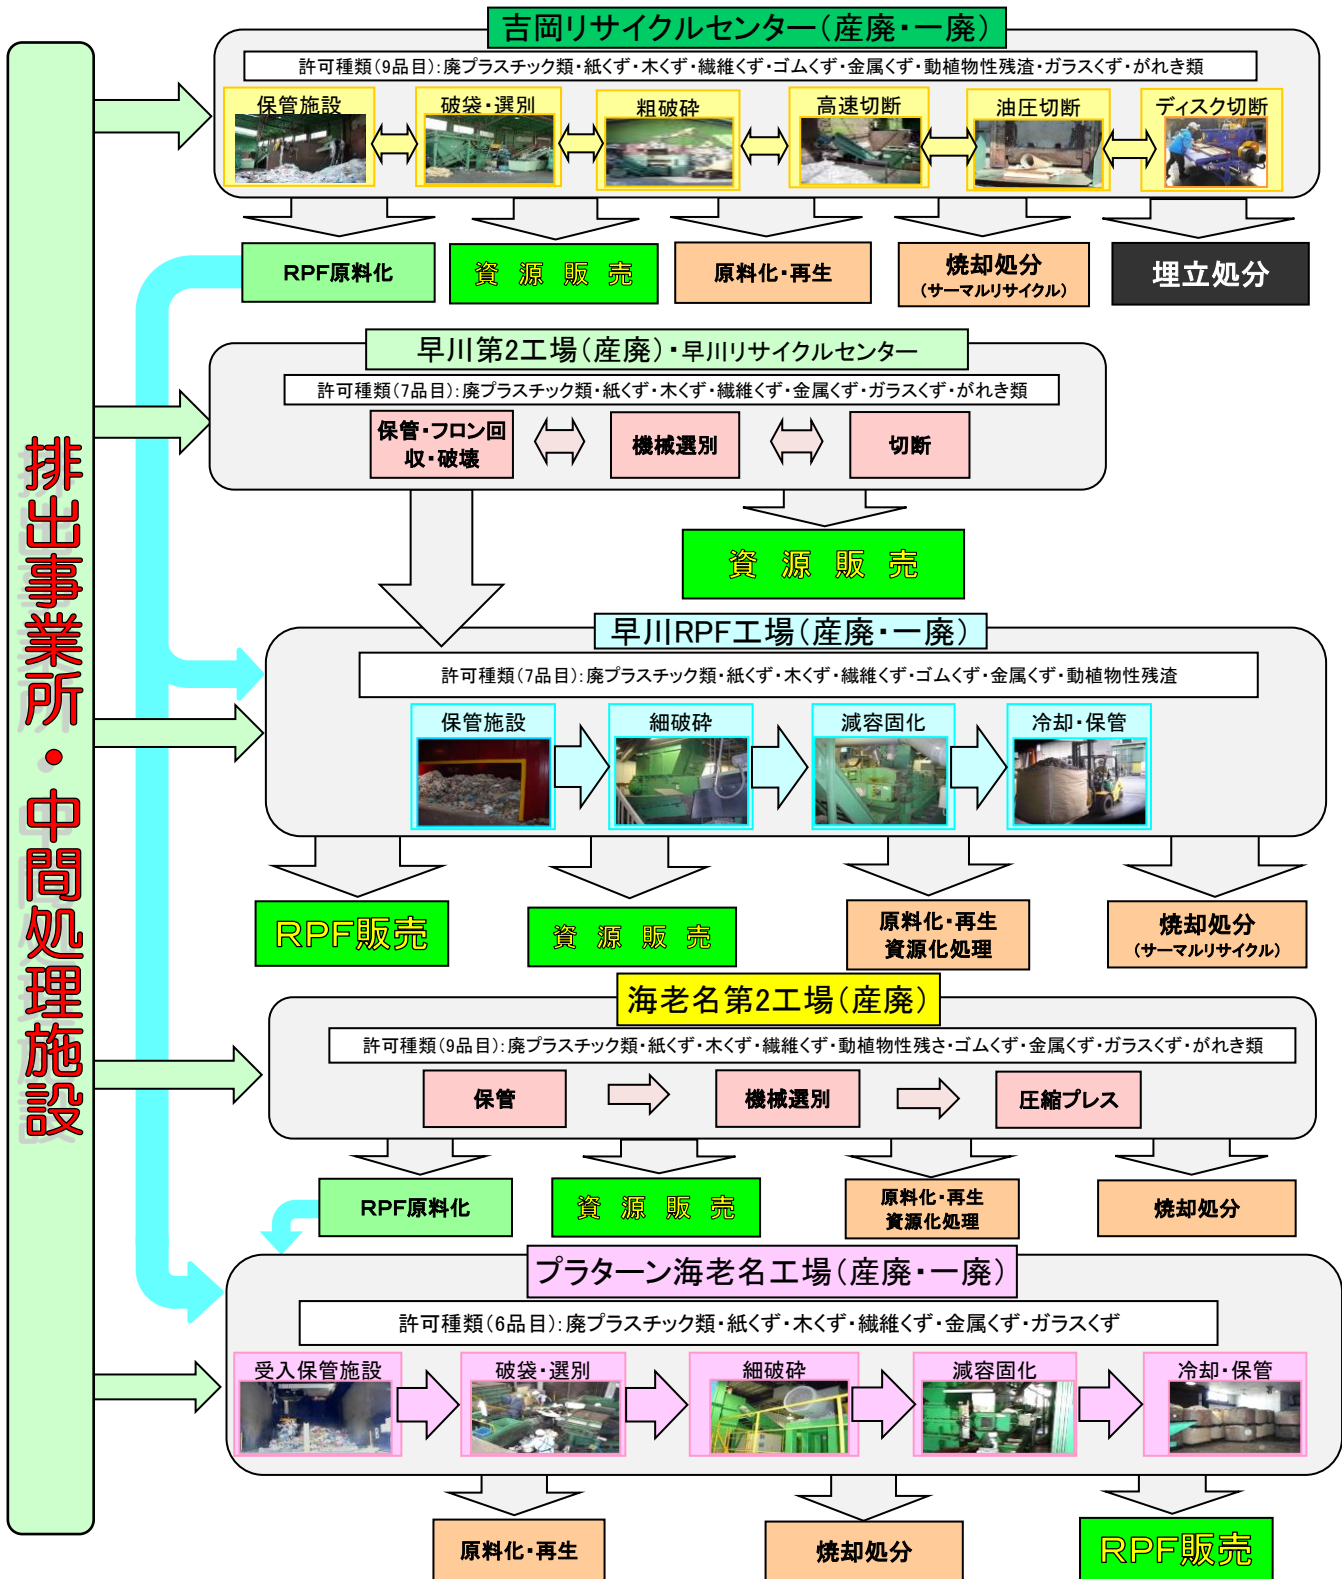 排出事業所・中間処理施設
吉岡リサイクルセンター（産廃・一廃）
許可種類（9品目）：廃プラスチック類・紙くず・木くず・繊維くず・ゴムくず・金属くず・動植物性残渣・ガラスくず・がれき類
保管施設
破袋・選別
粗破砕
高速切断
油圧切断
ディスク切断
RPF原料化
資源販売
原料化・再生
焼却処分
（サーマルリサイクル）
埋立処分
早川第2工場（産廃）・早川リサイクルセンター
許可種類（7品目）：廃プラスチック類・紙くず・木くず・繊維くず・金属くず・ガラスくず・がれき類
保管・フロン回
収・破壊
機械選別
切断
資源販売
早川RPF工場（産廃・一廃）
許可種類（7品目）：廃プラスチック類・紙くず・木くず・繊維くず・ゴムくず・金属くず・動植物性残渣
保管施設
細破砕
減容固化
冷却・保管
RPF販売
資源販売
原料化・再生
資源化処理
焼却処分
（サーマルリサイクル）
海老名第2工場（産廃）
許可種類（9品目）：廃プラスチック類・紙くず・木くず・繊維くず・動植物性残さ・ゴムくず・金属くず・ガラスくず・がれき類
保管
機械選別
圧縮プレス
RPF原料化
資源販売
原料化・再生
資源化処理
焼却処分
プラターン海老名工場（産廃・一廃）
許可種類（6品目）：廃プラスチック類・紙くず・木くず・繊維くず・金属くず・ガラスくず
受入保管施設
破袋・選別
細破砕
減容固化
冷却・保管
原料化・再生
焼却処分
RPF販売